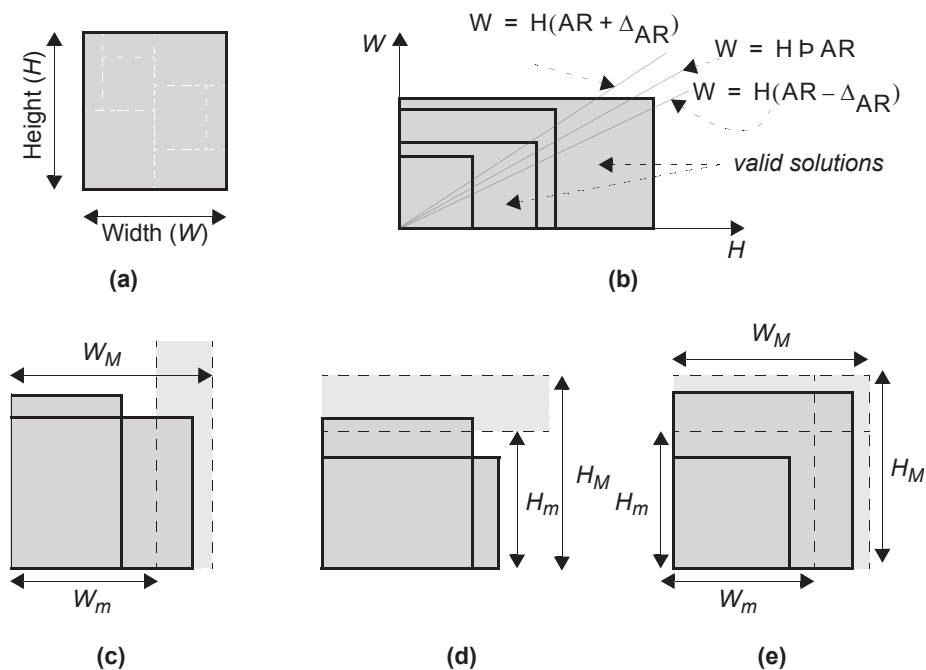 Height (H)
Width (W)
(a)
W
W = H(AR + Δ_AR)
W = H Þ AR
W = H(AR – Δ_AR)
valid solutions
H
(b)
W_M
W_m
(c)
H_m
H_M
(d)
W_M
H_m
H_M
W_m
(e)